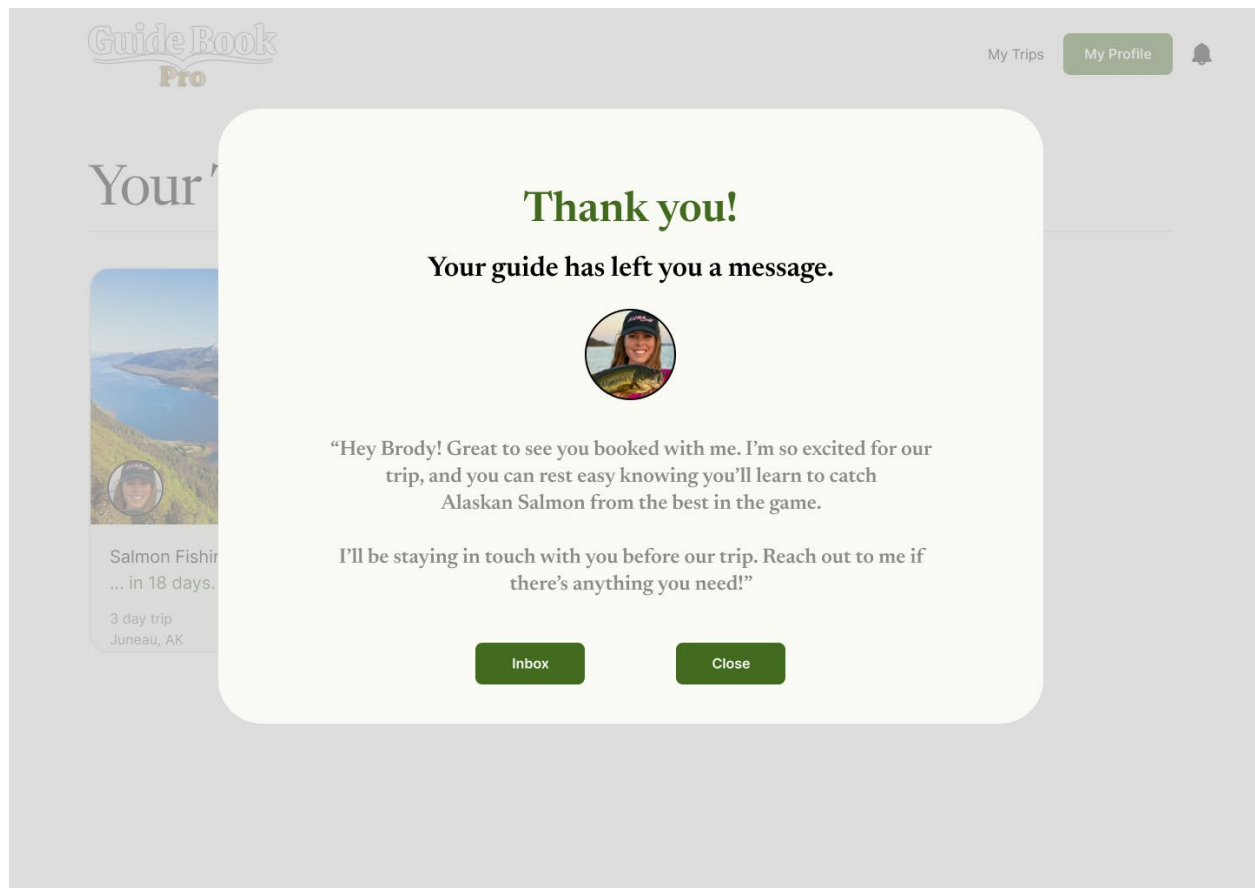 Guide Book
Pro
My Trips
My Profile
Your
Thank you!
Your guide has left you a message.
“Hey Brody! Great to see you booked with me. I’m so excited for our
trip, and you can rest easy knowing you’ll learn to catch
Alaskan Salmon from the best in the game.
I’ll be staying in touch with you before our trip. Reach out to me if
there’s anything you need!”
Salmon
... in 18 days.
3 day trip
Juneau, AK
Inbox
Close